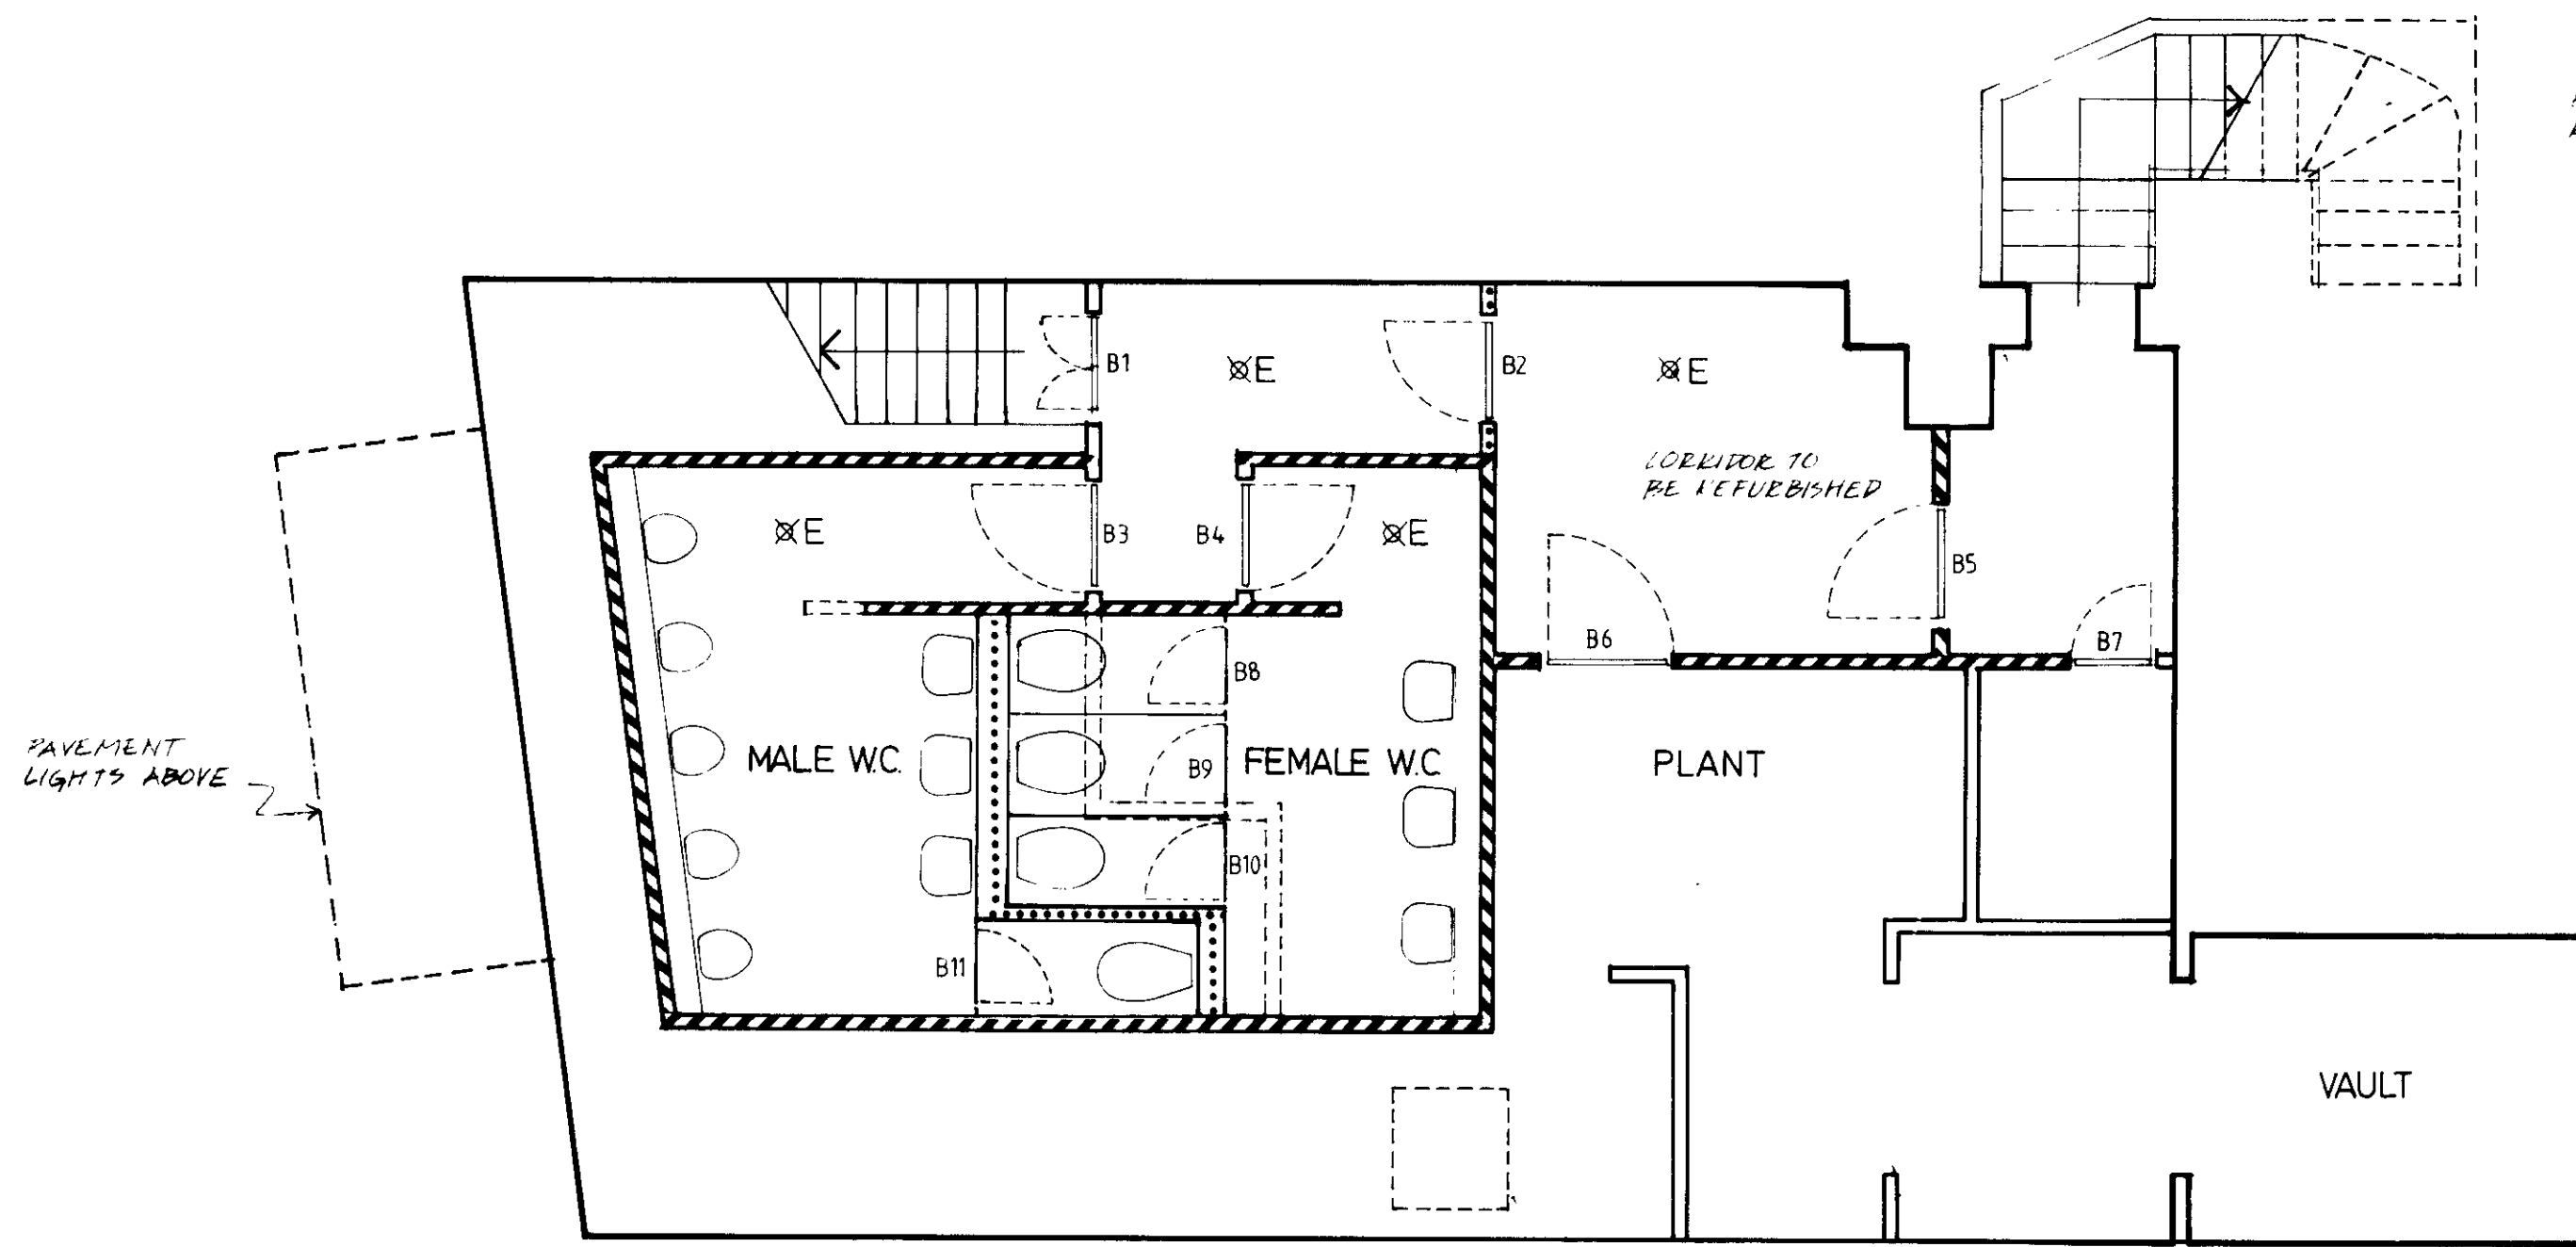 B1
E
B2
E
CORRIDOR TO
BE REFURBISHED
E
B3
B4
E
B5
B6
B7
B8
PAVEMENT
LIGHTS ABOVE
MALE W.C.
B9
FEMALE W.C
PLANT
B10
B11
VAULT